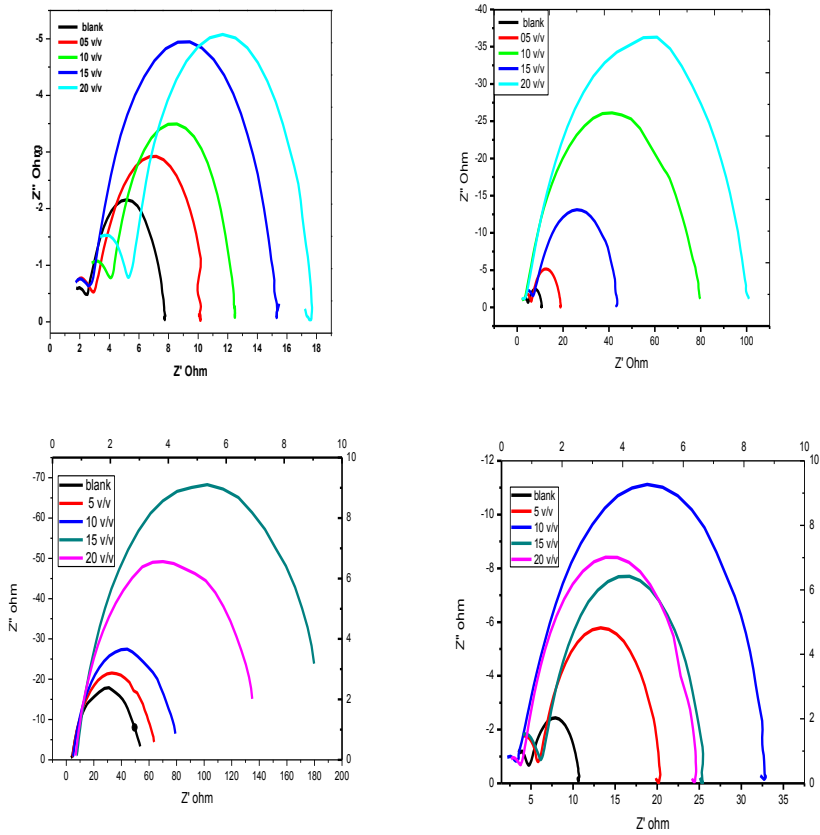 -5
-4
-3
-2
-1
0
Z" Ohm
blank
05 v/v
10 v/v
15 v/v
20 v/v
0 2 4 6 8 10 12 14 16 18
Z' Ohm
-40
-35
-30
-25
-20
-15
-10
-5
0
Z'' Ohm
blank
05 v/v
10 v/v
15 v/v
20 v/v
0 20 40 60 80 100
Z' Ohm
0 2 4 6 8 10
-70
-60
-50
-40
-30
-20
-10
0
Z'' ohm
blank
5 v/v
10 v/v
15 v/v
20 v/v
10
8
6
4
2
0
0 20 40 60 80 100 120 140 160 180 200
Z' ohm
0 2 4 6 8 10
-12
-10
-8
-6
-4
-2
0
Z'' ohm
blank
5 v/v
10 v/v
15 v/v
20 v/v
10
8
6
4
2
0
5 10 15 20 25 30 35
Z' ohm